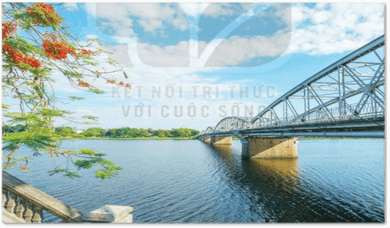 KẾT NỐI TRI THỨC
VỚI CUỘC SỐNG